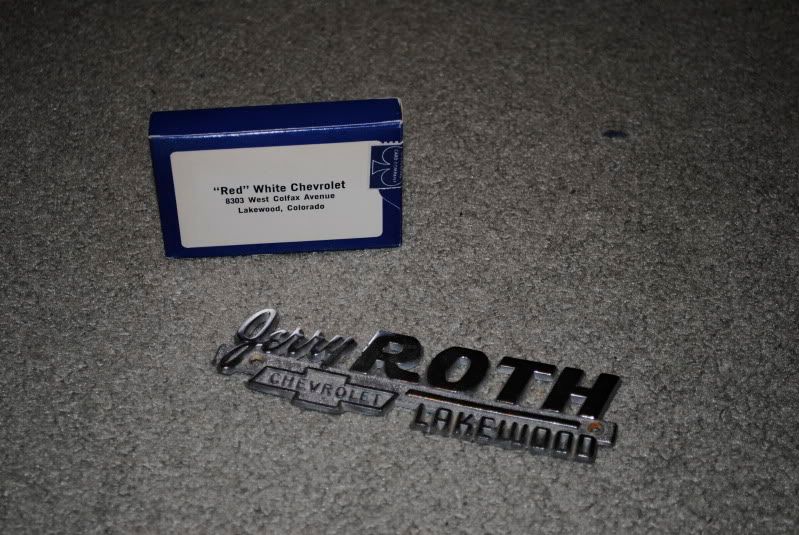 “Red” White Chevrolet
8303 West Colfax Avenue
Lakewood, Colorado
Jerry ROTH
CHEVROLET
LAKEWOOD